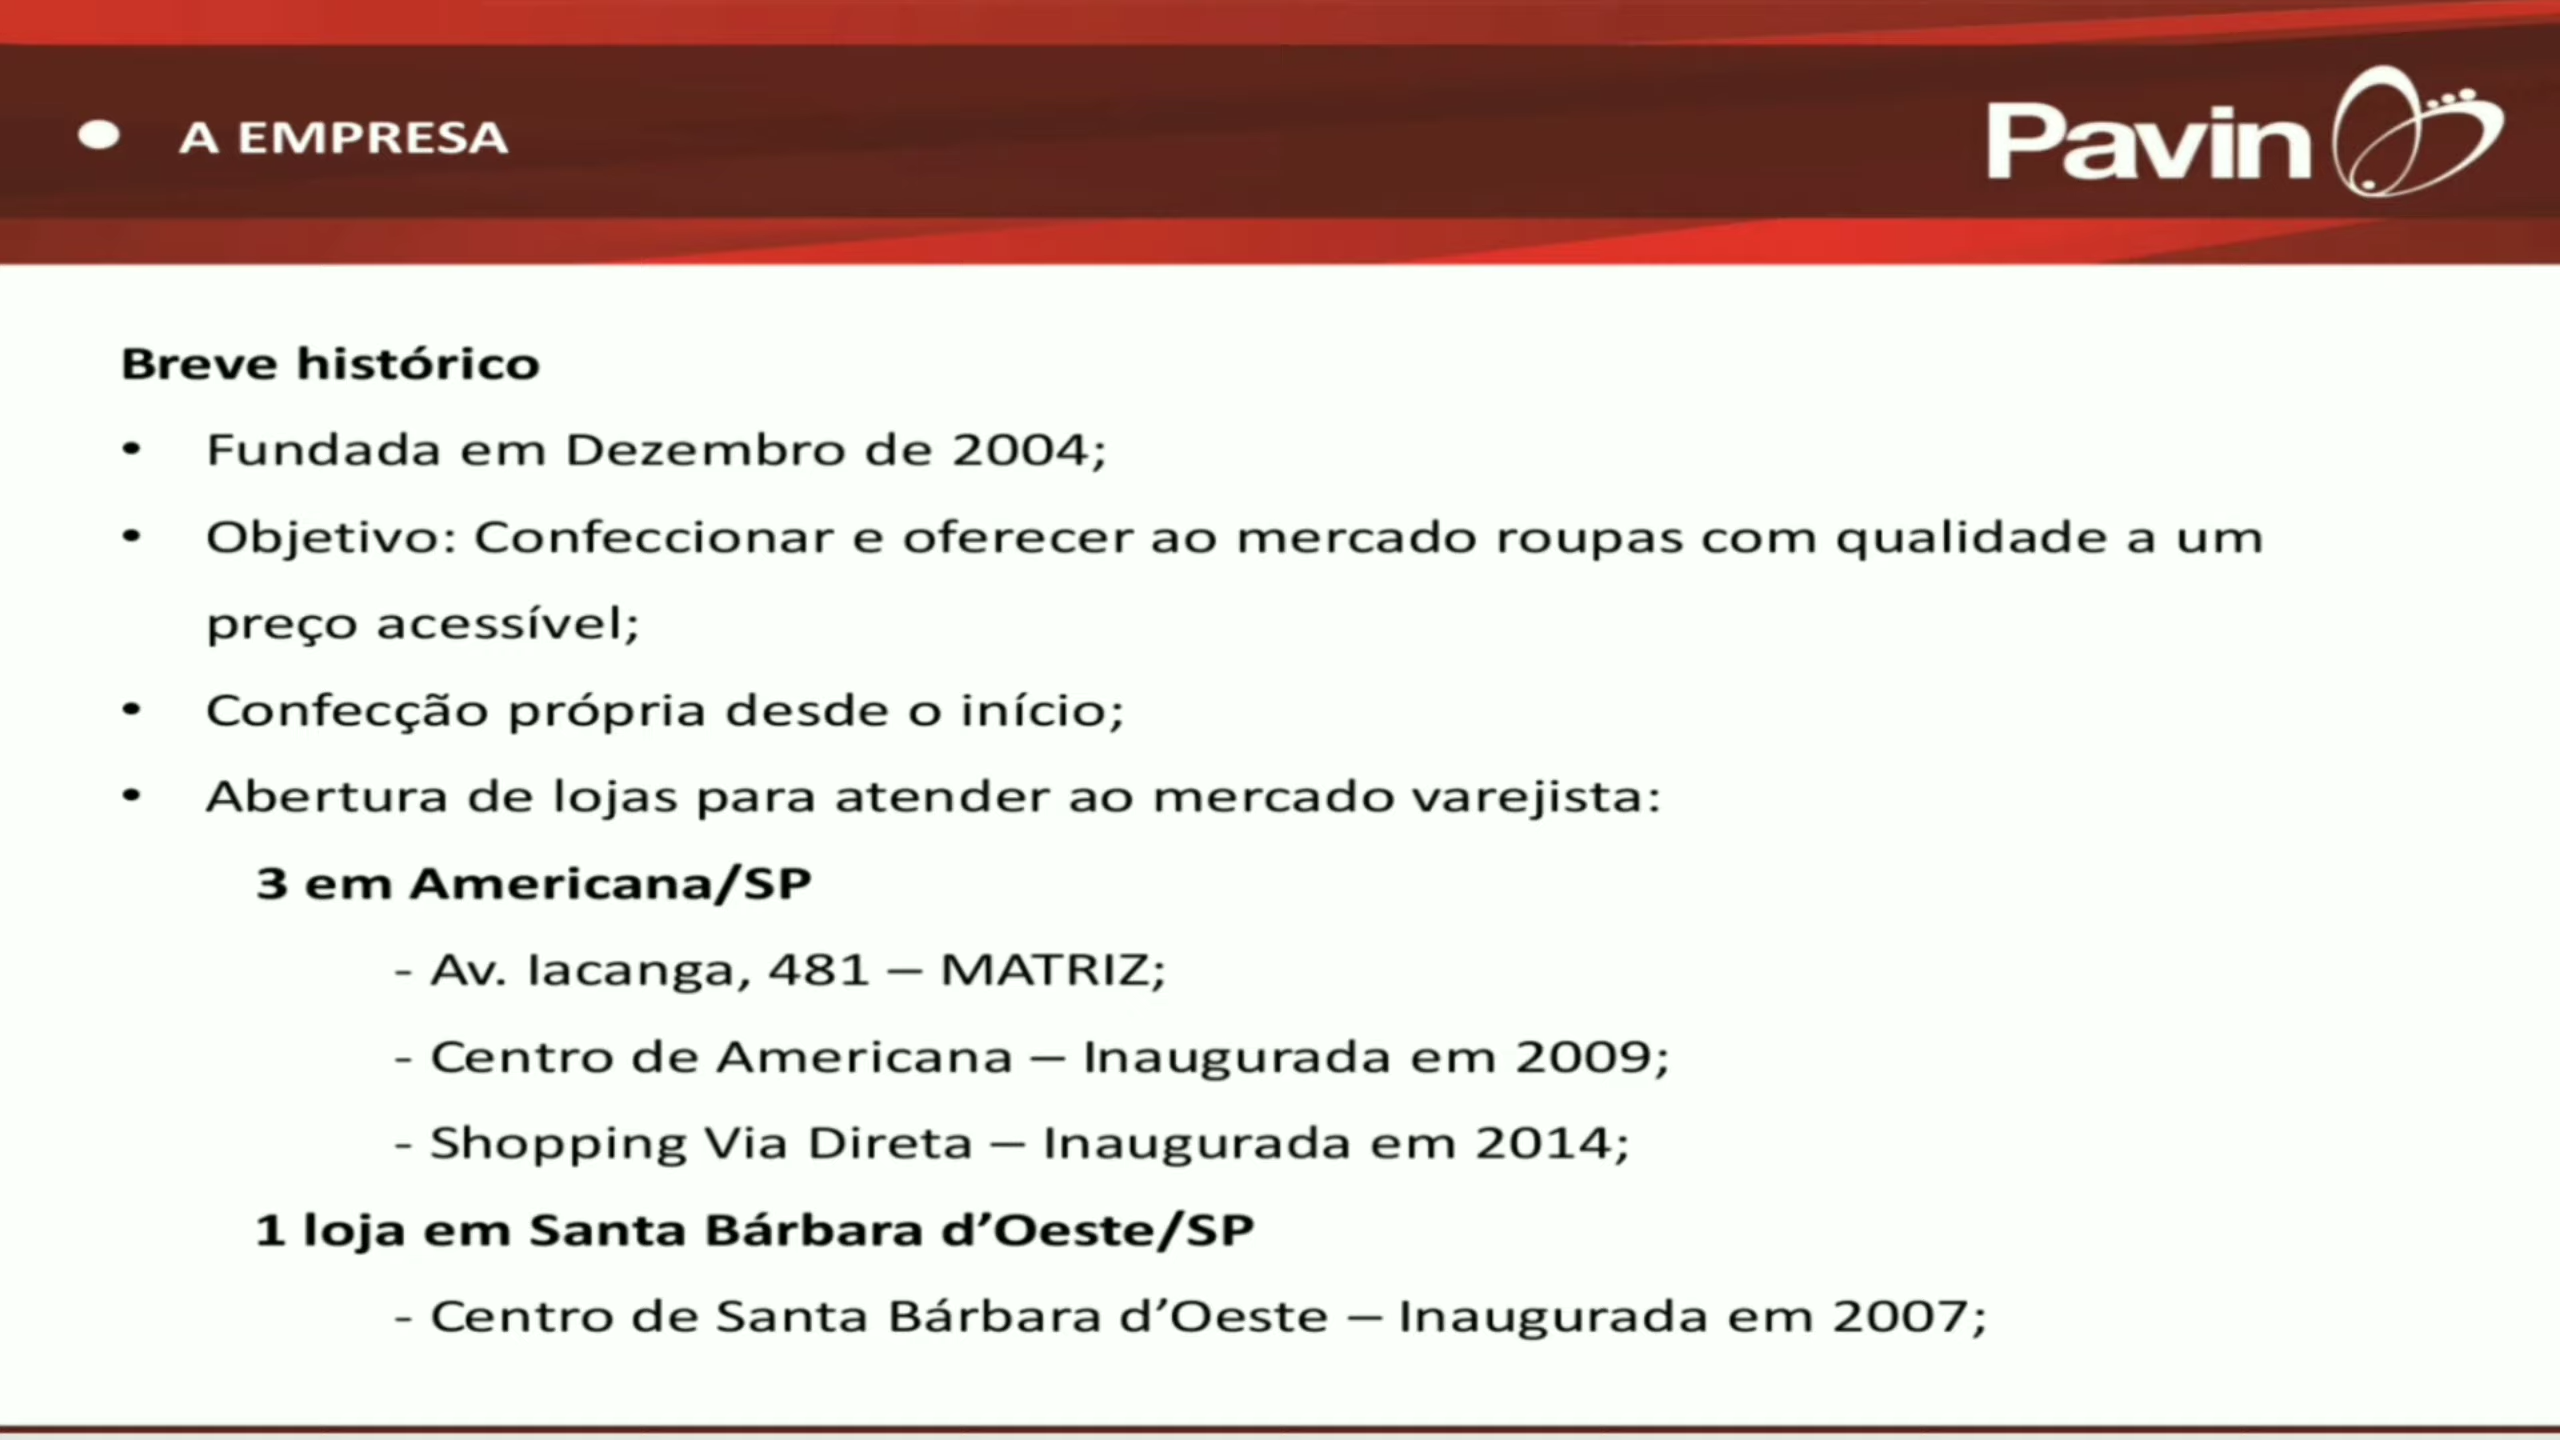 A EMPRESA
Pavin
Breve histórico
• Fundada em Dezembro de 2004;
• Objetivo: Confeccionar e oferecer ao mercado roupas com qualidade a um
preço acessível;
• Confecção própria desde o início;
• Abertura de lojas para atender ao mercado varejista:
3 em Americana/SP
- Av. Iacanga, 481 – MATRIZ;
- Centro de Americana – Inaugurada em 2009;
- Shopping Via Direta – Inaugurada em 2014;
1 loja em Santa Bárbara d’Oeste/SP
- Centro de Santa Bárbara d’Oeste – Inaugurada em 2007;